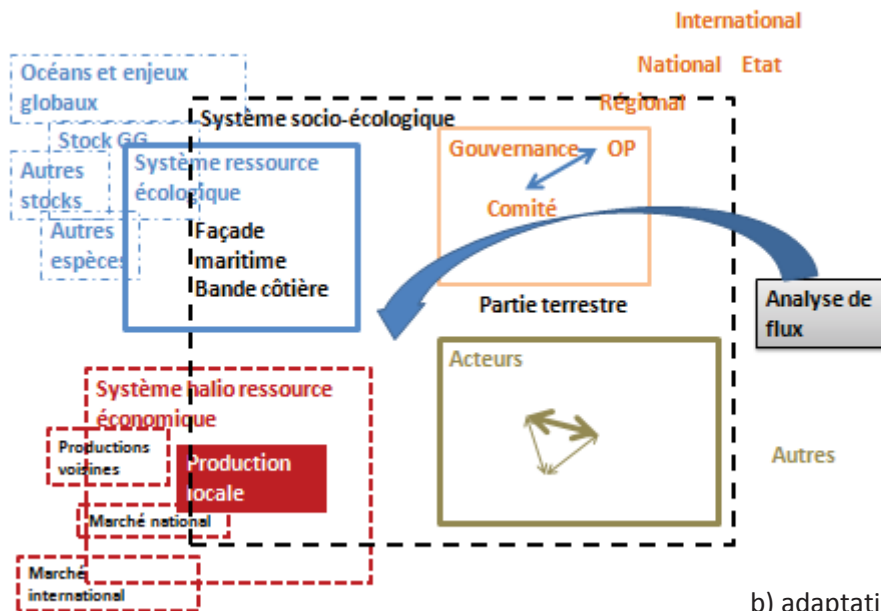 International
National Etat
Régional
Océans et enjeux
globaux
Système socio-écologique
Stock GG
Autres
stocks
Autres
espèces
Système ressource
écologique
Façade
maritime
Bande côtière
Gouvernance OP
Comité
Partie terrestre
Analyse de
flux
Acteurs
Autres
Système halio ressource
économique
Productions
voisines
Production
locale
Marché national
Marché
international
b) adaptati